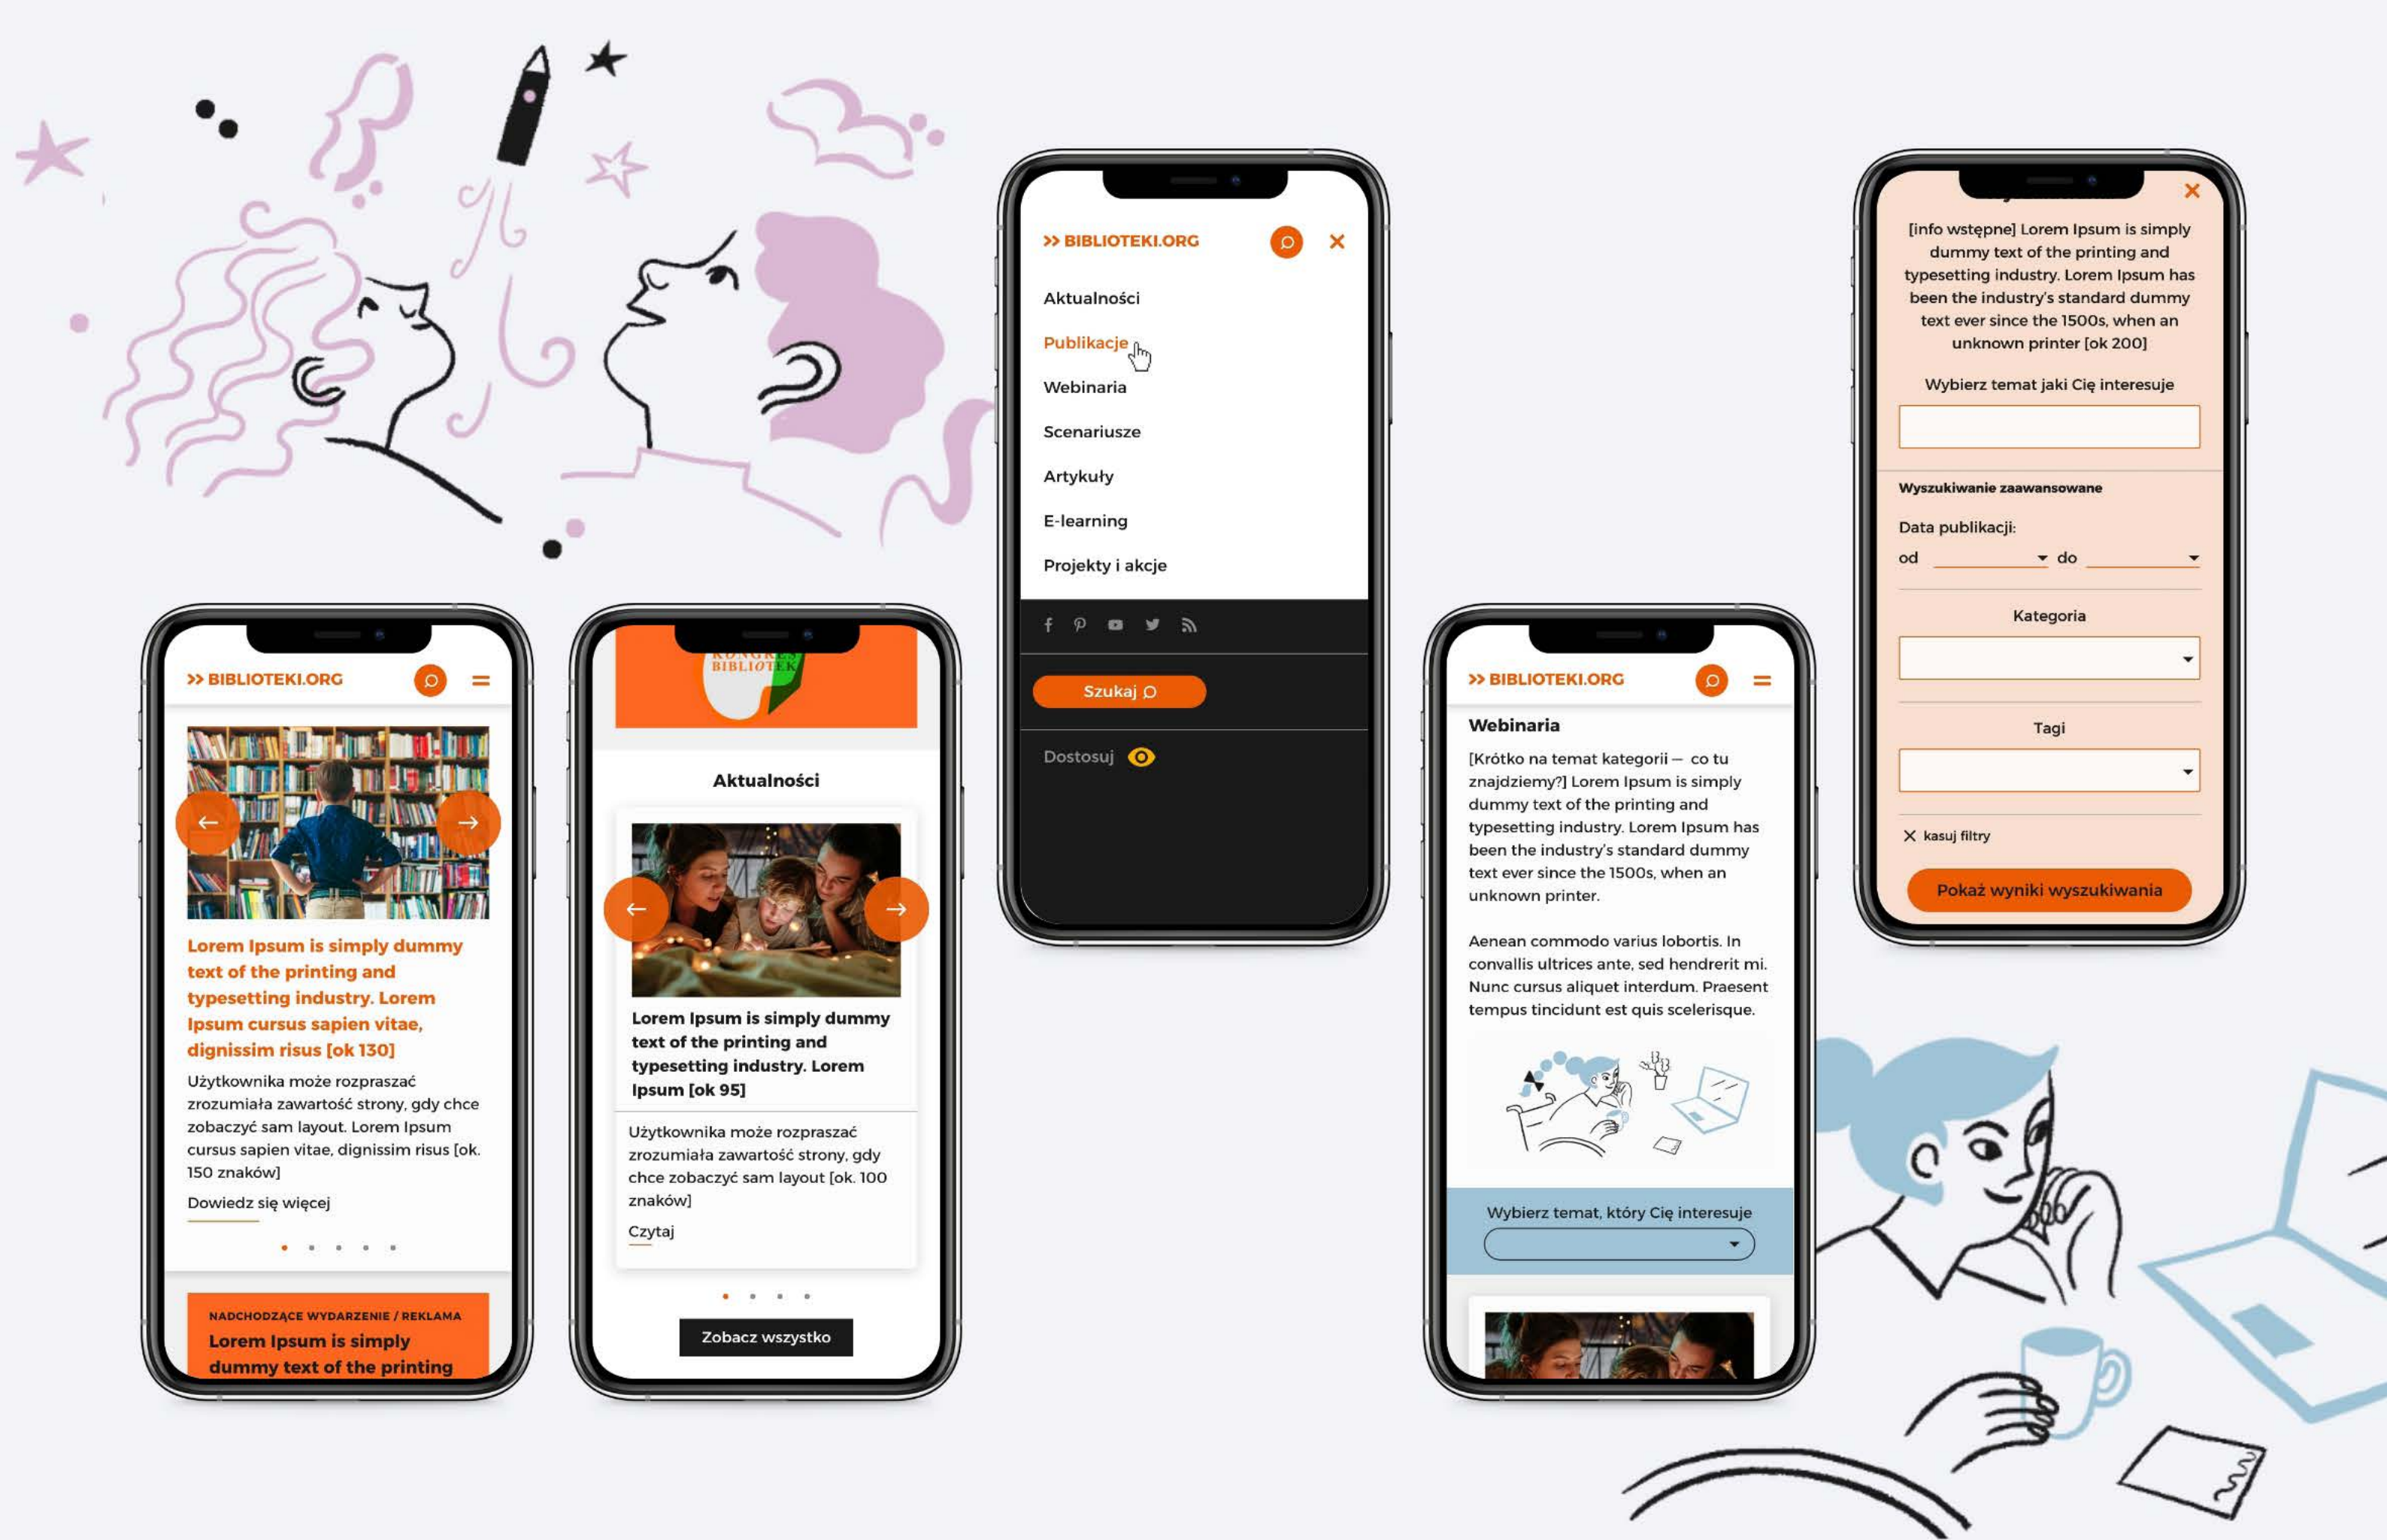 >> BIBLIOTEKI.ORG
Lorem Ipsum is simply dummy
text of the printing and
typesetting industry. Lorem
Ipsum cursus sapien vitae,
dignissim risus [ok 130]
Użytkownika może rozpraszać
zrozumiała zawartość strony, gdy chce
zobaczyć sam layout. Lorem Ipsum
cursus sapien vitae, dignissim risus [ok.
150 znaków]
Dowiedz się więcej
NADCHODZĄCE WYDARZENIE / REKLAMA
Lorem Ipsum is simply
dummy text of the printing
KONGRES
BIBLIOTEK
Aktualności
Lorem Ipsum is simply dummy
text of the printing and
typesetting industry. Lorem
Ipsum [ok 95]
Użytkownika może rozpraszać
zrozumiała zawartość strony, gdy
chce zobaczyć sam layout [ok. 100
znaków]
Czytaj
Zobacz wszystko
>> BIBLIOTEKI.ORG
Aktualności
Publikacje
Webinaria
Scenariusze
Artykuły
E-learning
Projekty i akcje
Szukaj
Dostosuj
>> BIBLIOTEKI.ORG
Webinaria
[Krótko na temat kategorii – co tu
znajdziemy?] Lorem Ipsum is simply
dummy text of the printing and
typesetting industry. Lorem Ipsum has
been the industry's standard dummy
text ever since the 1500s, when an
unknown printer.
Aenean commodo varius lobortis. In
convallis ultrices ante, sed hendrerit mi.
Nunc cursus aliquet interdum. Praesent
tempus tincidunt est quis scelerisque.
Wybierz temat, który Cię interesuje
[info wstępne] Lorem Ipsum is simply
dummy text of the printing and
typesetting industry. Lorem Ipsum has
been the industry's standard dummy
text ever since the 1500s, when an
unknown printer [ok 200]
Wybierz temat jaki Cię interesuje
Wyszukiwanie zaawansowane
Data publikacji:
od do
Kategoria
Tagi
kasuj filtry
Pokaż wyniki wyszukiwania